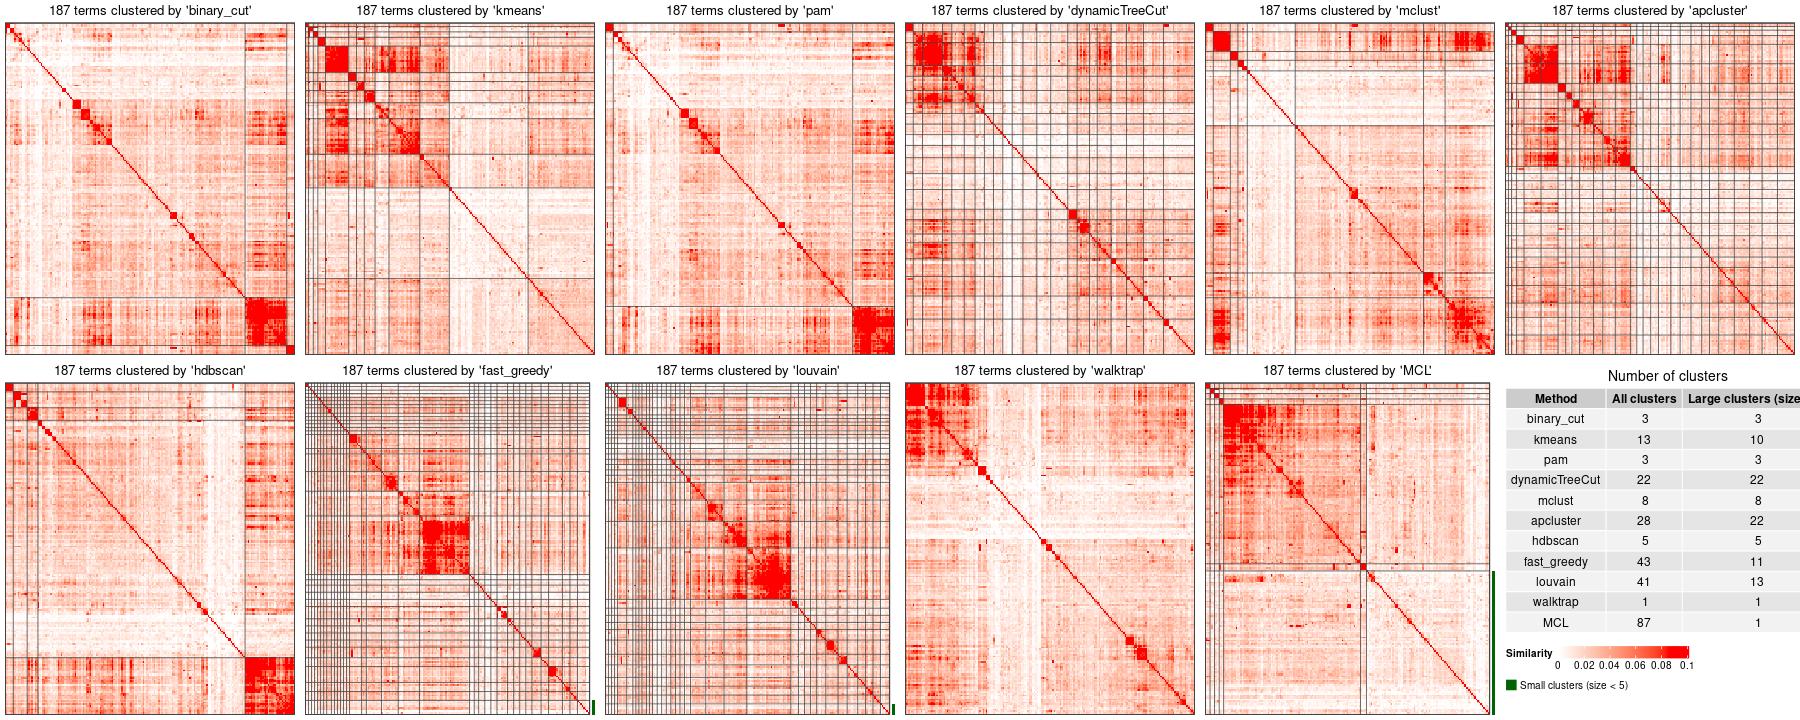 187 terms clustered by 'binary_cut'
187 terms clustered by 'kmeans'
187 terms clustered by 'pam'
187 terms clustered by 'dynamicTreeCut'
187 terms clustered by 'mclust'
187 terms clustered by 'apcluster'
187 terms clustered by 'hdbscan'
187 terms clustered by 'fast_greedy'
187 terms clustered by 'louvain'
187 terms clustered by 'walktrap'
187 terms clustered by 'MCL'
Number of clusters
Method All clusters Large clusters (size
binary_cut 3 3
kmeans 13 10
pam 3 3
dynamicTreeCut 22 22
mclust 8 8
apcluster 28 22
hdbscan 5 5
fast_greedy 43 11
louvain 41 13
walktrap 1 1
MCL 87 1
Similarity
0 0.02 0.04 0.06 0.08 0.1
Small clusters (size < 5)